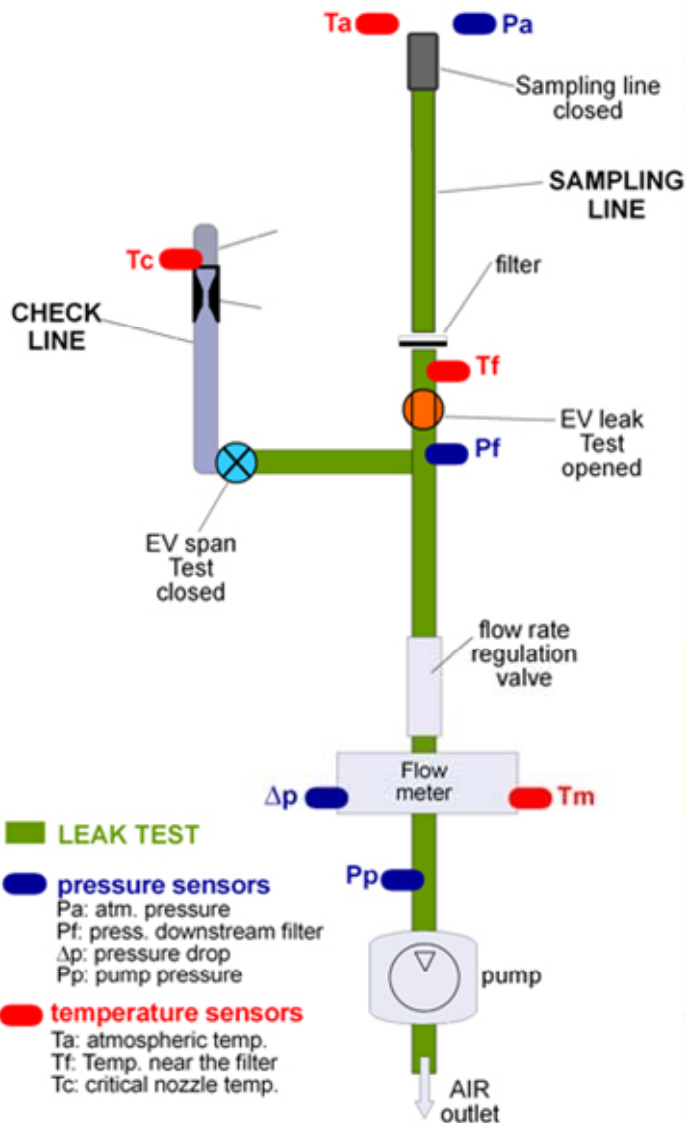 Ta
Pa
Sampling line
closed
SAMPLING
LINE
Tc
filter
CHECK
LINE
Tf
EV leak
Test
opened
Pf
EV span
Test
closed
flow rate
regulation
valve
Flow
meter
Δp
Tm
LEAK TEST
pressure sensors
Pa: atm. pressure
Pf: press. downstream filter
Δp: pressure drop
Pp: pump pressure
Pp
pump
temperature sensors
Ta: atmospheric temp.
Tf: Temp. near the filter
Tc: critical nozzle temp.
AIR
outlet